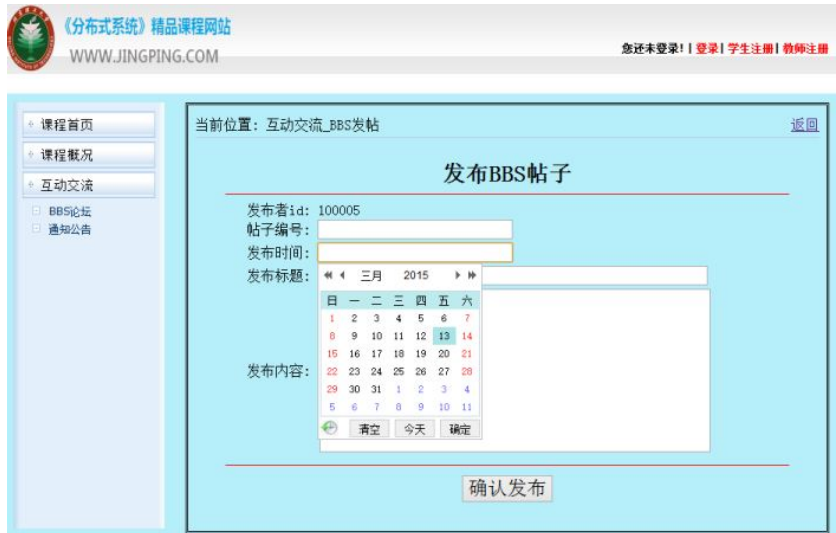 《分布式系统》精品课程网站
WWW.JINGPING.COM
您还未登录!| 登录| 学生注册| 教师注册
课程首页
课程概况
互动交流
BBS论坛
通知公告
当前位置: 互动交流_BBS发帖
返回
发布BBS帖子
发布者id: 100005
帖子编号:
发布时间:
发布标题:
三月 2015
日 一 二 三 四 五 六
1 2 3 4 5 6 7
8 9 10 11 12 13 14
15 16 17 18 19 20 21
22 23 24 25 26 27 28
29 30 31 1 2 3 4
5 6 7 8 9 10 11
清空 今天 确定
发布内容:
确认发布